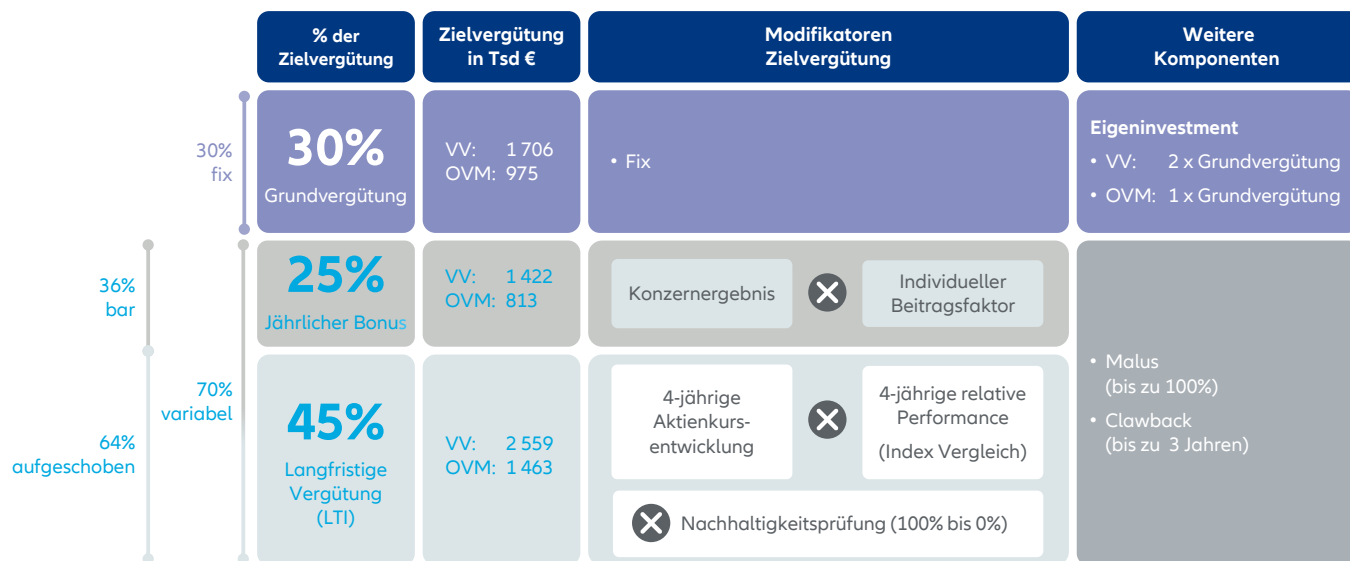 % der
Zielvergütung
Zielvergütung
in Tsd €
Modifikatoren
Zielvergütung
Weitere
Komponenten
30%
fix
30%
Grundvergütung
VV: 1 706
OVM: 975
• Fix
Eigeninvestment
• VV: 2 x Grundvergütung
• OVM: 1 x Grundvergütung
36%
bar
25%
Jährlicher Bonus
VV: 1 422
OVM: 813
Konzernergebnis
Individueller
Beitragsfaktor
70%
variabel
64%
aufgeschoben
45%
Langfristige
Vergütung
(LTI)
VV: 2 559
OVM: 1 463
4-jährige
Aktienkurs-
entwicklung
4-jährige relative
Performance
(Index Vergleich)
Nachhaltigkeitsprüfung (100% bis 0%)
• Malus
(bis zu 100%)
• Clawback
(bis zu 3 Jahren)